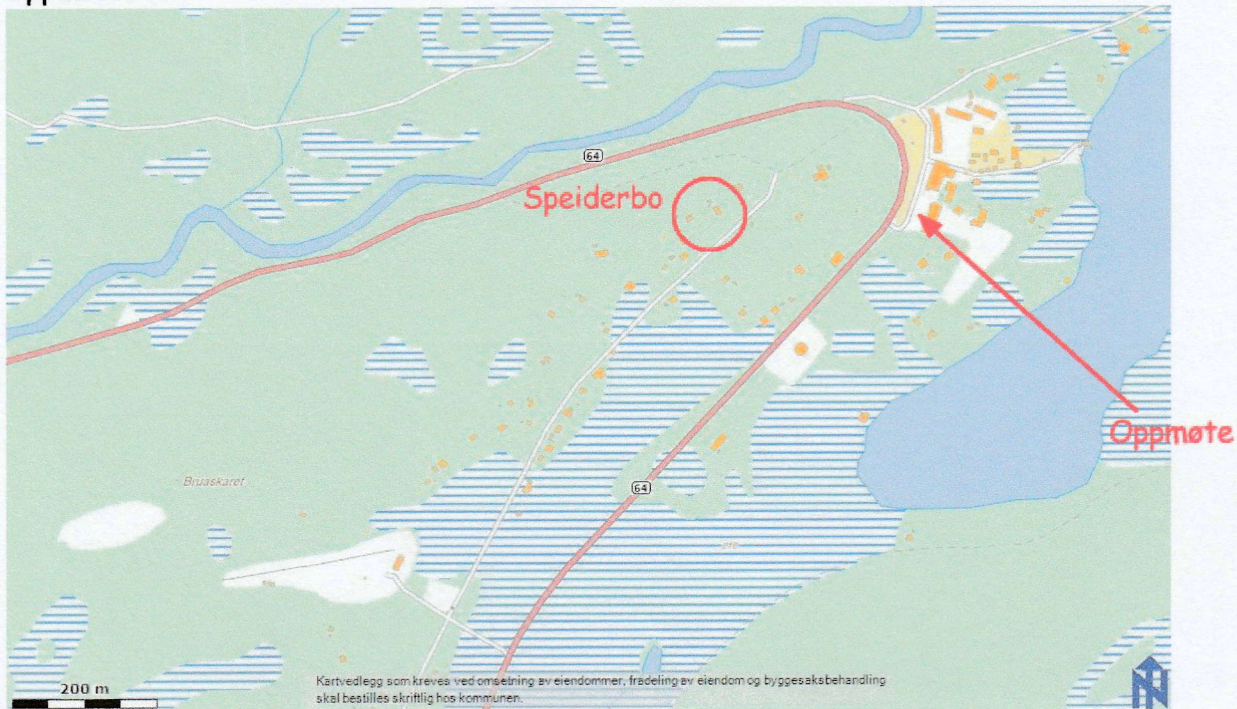 64
Speiderbo
Oppmøte
64
Bruaskaret
200 m
Kartvedlegg som kreves ved omsetning av eiendommer, fradeling av eiendom og byggesaksbehandling
skal bestilles skriftlig hos kommunen.
N